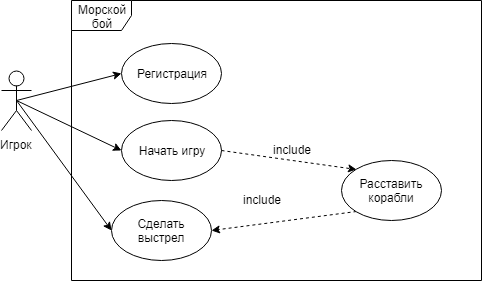 Морской
бой
Регистрация
Игрок
Начать игру
include
Расставить
корабли
include
Сделать
выстрел